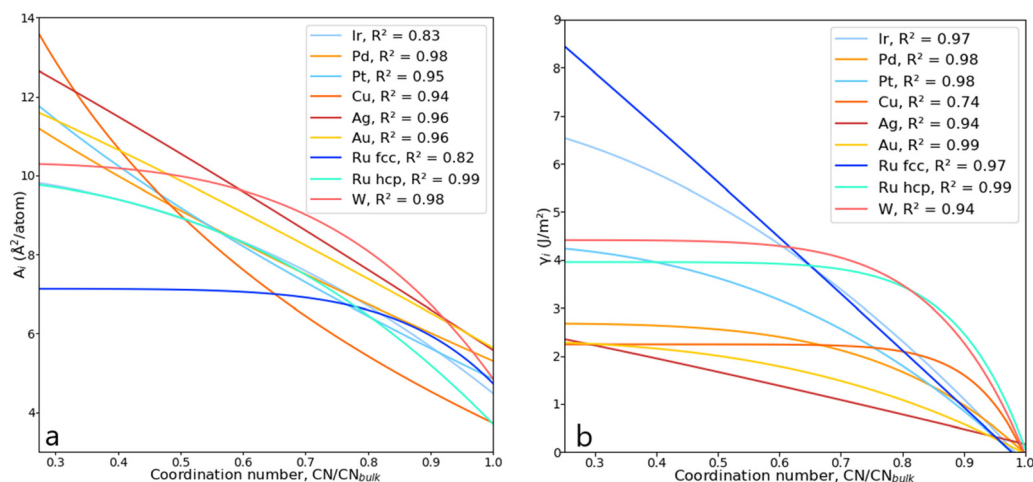 14
12
10
8
6
4
A_i (Å²/atom)
0.3 0.4 0.5 0.6 0.7 0.8 0.9 1.0
Coordination number, CN/CN_bulk
a
Ir, R² = 0.83
Pd, R² = 0.98
Pt, R² = 0.95
Cu, R² = 0.94
Ag, R² = 0.96
Au, R² = 0.96
Ru fcc, R² = 0.82
Ru hcp, R² = 0.99
W, R² = 0.98
9
8
7
6
5
4
3
2
1
0
γ_i (J/m²)
0.3 0.4 0.5 0.6 0.7 0.8 0.9 1.0
Coordination number, CN/CN_bulk
b
Ir, R² = 0.97
Pd, R² = 0.98
Pt, R² = 0.98
Cu, R² = 0.74
Ag, R² = 0.94
Au, R² = 0.99
Ru fcc, R² = 0.97
Ru hcp, R² = 0.99
W, R² = 0.94